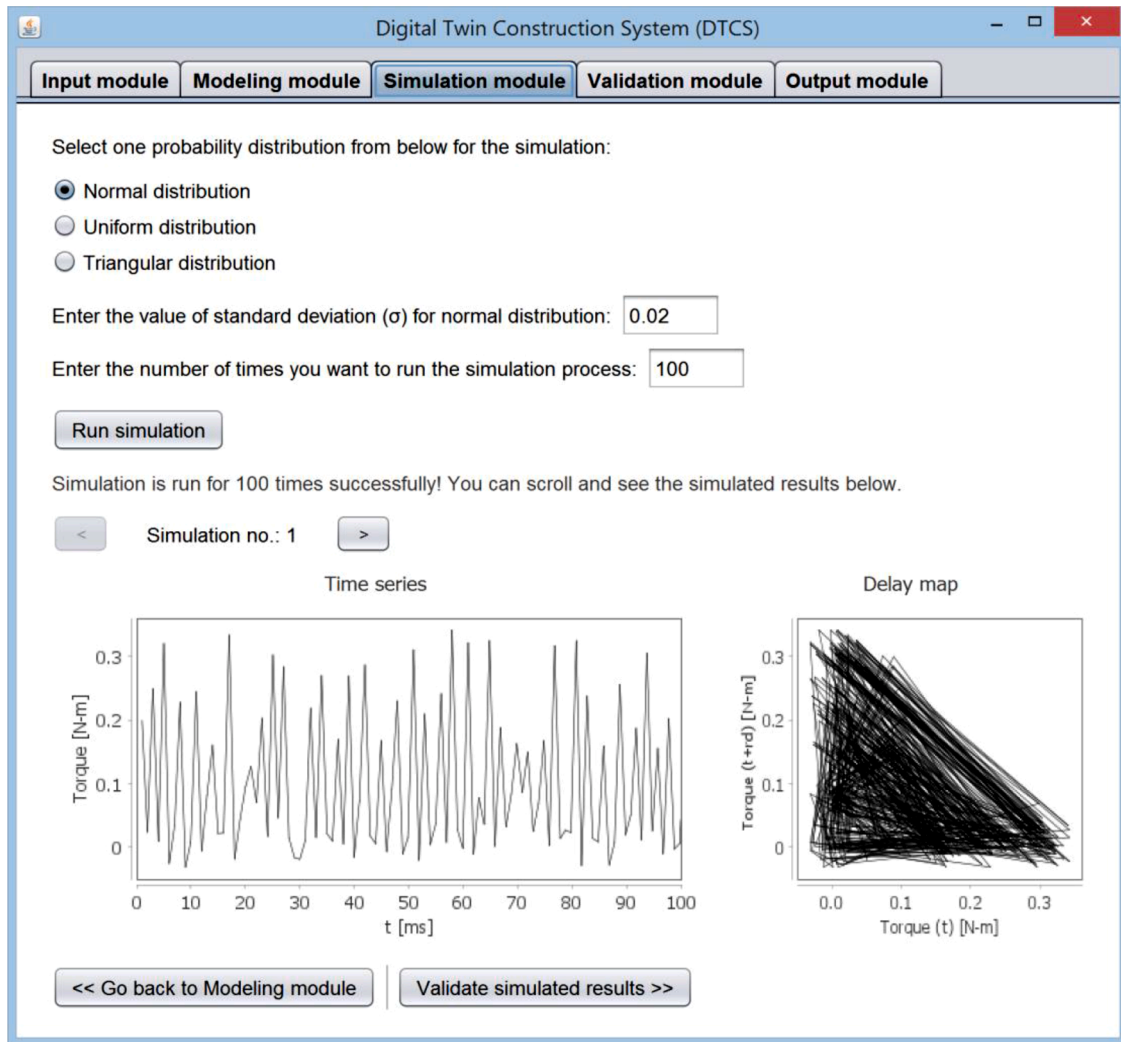 Digital Twin Construction System (DTCS)
Input module Modeling module Simulation module Validation module Output module
Select one probability distribution from below for the simulation:
Normal distribution
Uniform distribution
Triangular distribution
Enter the value of standard deviation (σ) for normal distribution: 0.02
Enter the number of times you want to run the simulation process: 100
Run simulation
Simulation is run for 100 times successfully! You can scroll and see the simulated results below.
< Simulation no.: 1 >
Time series
Torque [N-m]
0.3
0.2
0.1
0
0 10 20 30 40 50 60 70 80 90 100
t [ms]
Delay map
Torque (t +rd) [N-m]
0.3
0.2
0.1
0
0.0 0.1 0.2 0.3
Torque (t) [N-m]
<< Go back to Modeling module Validate simulated results >>